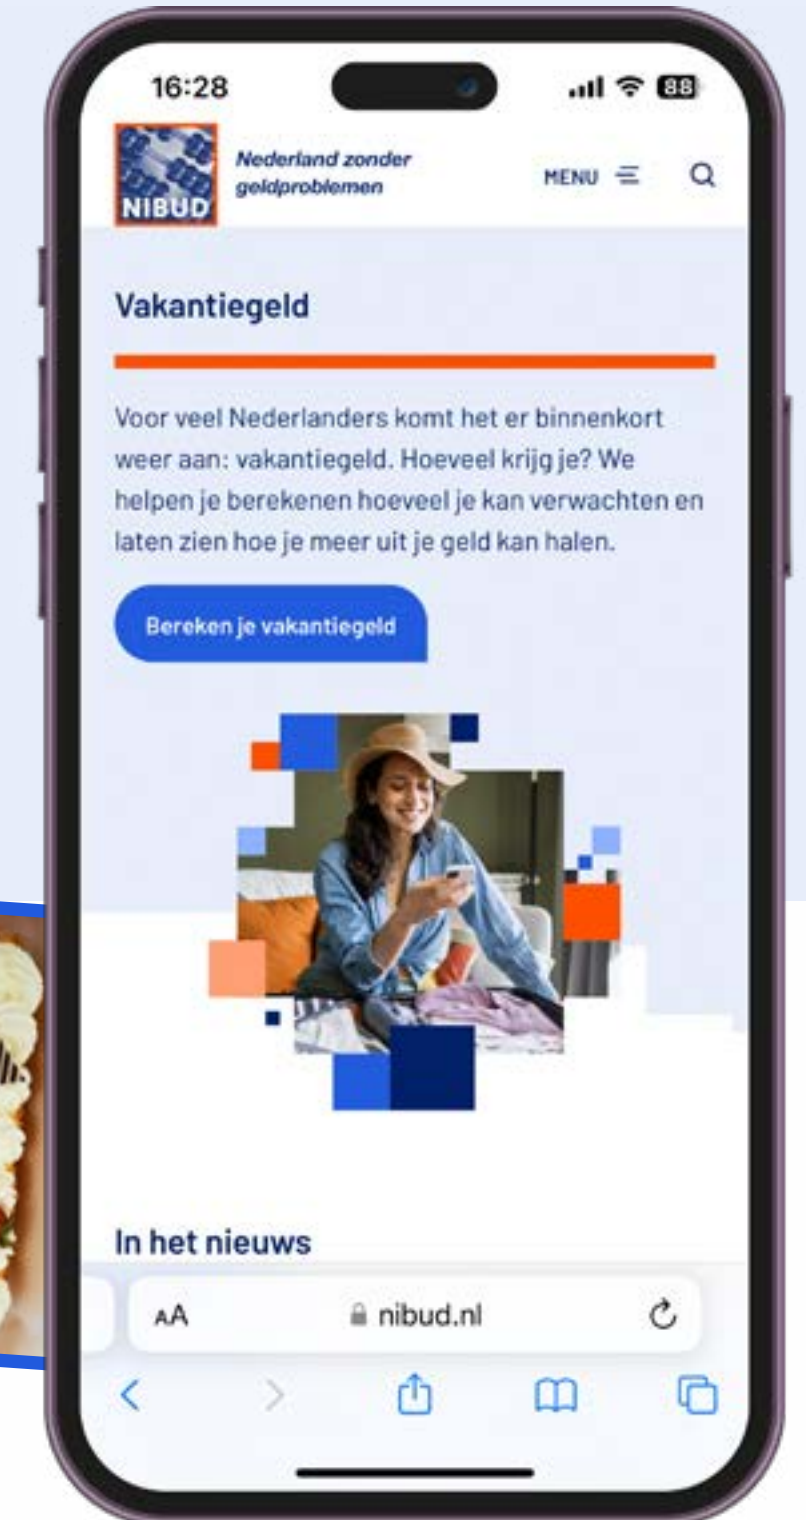 16:28
88
NIBUD
Nederland zonder
geldproblemen
MENU
Vakantiegeld
Voor veel Nederlanders komt het er binnenkort
weer aan: vakantiegeld. Hoeveel krijg je? We
helpen je berekenen hoeveel je kan verwachten en
laten zien hoe je meer uit je geld kan halen.
Bereken je vakantiegeld
In het nieuws
AA
nibud.nl